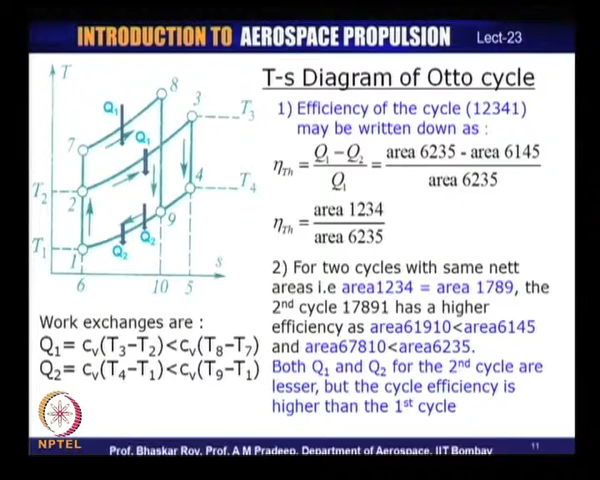 INTRODUCTION TO AEROSPACE PROPULSION Lect-23
T-s Diagram of Otto cycle
T
8
3
T3
Q1
7
Q1
4
T2
2
T4
9
Q2
Q2
T1
1
s
6 10 5
1) Efficiency of the cycle (12341)
may be written down as :
ηTh = (Q1 − Q2) / Q1 = (area 6235 - area 6145) / area 6235
ηTh = area 1234 / area 6235
2) For two cycles with same nett
areas i.e area1234 = area 1789, the
2nd cycle 17891 has a higher
efficiency as area61910<area6145
and area67810<area6235.
Both Q1 and Q2 for the 2nd cycle are
lesser, but the cycle efficiency is
higher than the 1st cycle
Work exchanges are :
Q1= cv(T3–T2)<cv(T8–T7)
Q2= cv(T4–T1)<cv(T9–T1)
NPTEL
Prof. Bhaskar Roy, Prof. A M Pradeep, Department of Aerospace, IIT Bombay
11